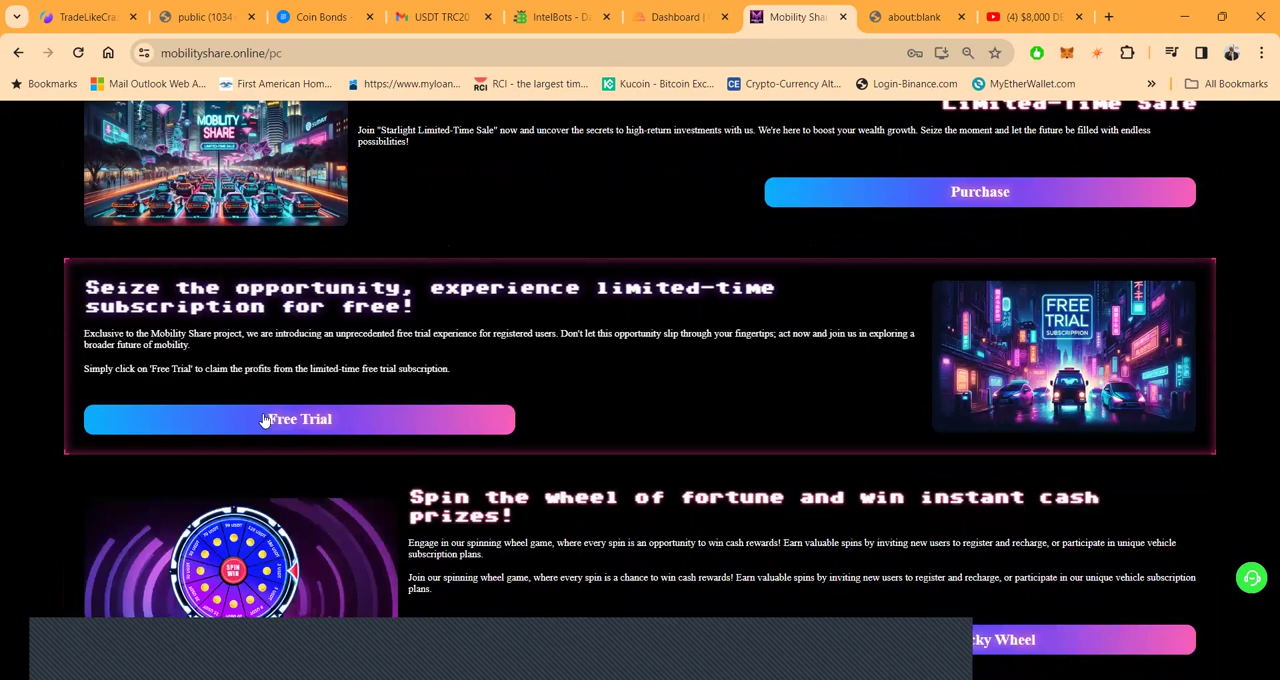 TradeLikeCra
public (1034
Coin Bonds -
USDT TRC20
IntelBots - Da
Dashboard |
Mobility Sha
about:blank
(4) $8,000 DE
mobilityshare.online/pc
Bookmarks
Mail Outlook Web A...
First American Hom...
https://www.myloan...
RCI - the largest tim...
Kucoin - Bitcoin Exc...
Crypto-Currency Alt...
Login-Binance.com
MyEtherWallet.com
All Bookmarks
Limited-Time Sale
MOBILITY
SHARE
LIMITED-TIME SALE
Join "Starlight Limited-Time Sale" now and uncover the secrets to high-return investments with us. We're here to boost your wealth growth. Seize the moment and let the future be filled with endless
possibilities!
Purchase
Seize the opportunity, experience limited-time
subscription for free!
Exclusive to the Mobility Share project, we are introducing an unprecedented free trial experience for registered users. Don't let this opportunity slip through your fingertips; act now and join us in exploring a
broader future of mobility.
Simply click on 'Free Trial' to claim the profits from the limited-time free trial subscription.
Free Trial
FREE
TRIAL
SUBSCRIPPION
Spin the wheel of fortune and win instant cash
prizes!
Engage in our spinning wheel game, where every spin is an opportunity to win cash rewards! Earn valuable spins by inviting new users to register and recharge, or participate in unique vehicle
subscription plans.
Join our spinning wheel game, where every spin is a chance to win cash rewards! Earn valuable spins by inviting new users to register and recharge, or participate in our unique vehicle subscription
plans.
SPIN
WIN
cky Wheel